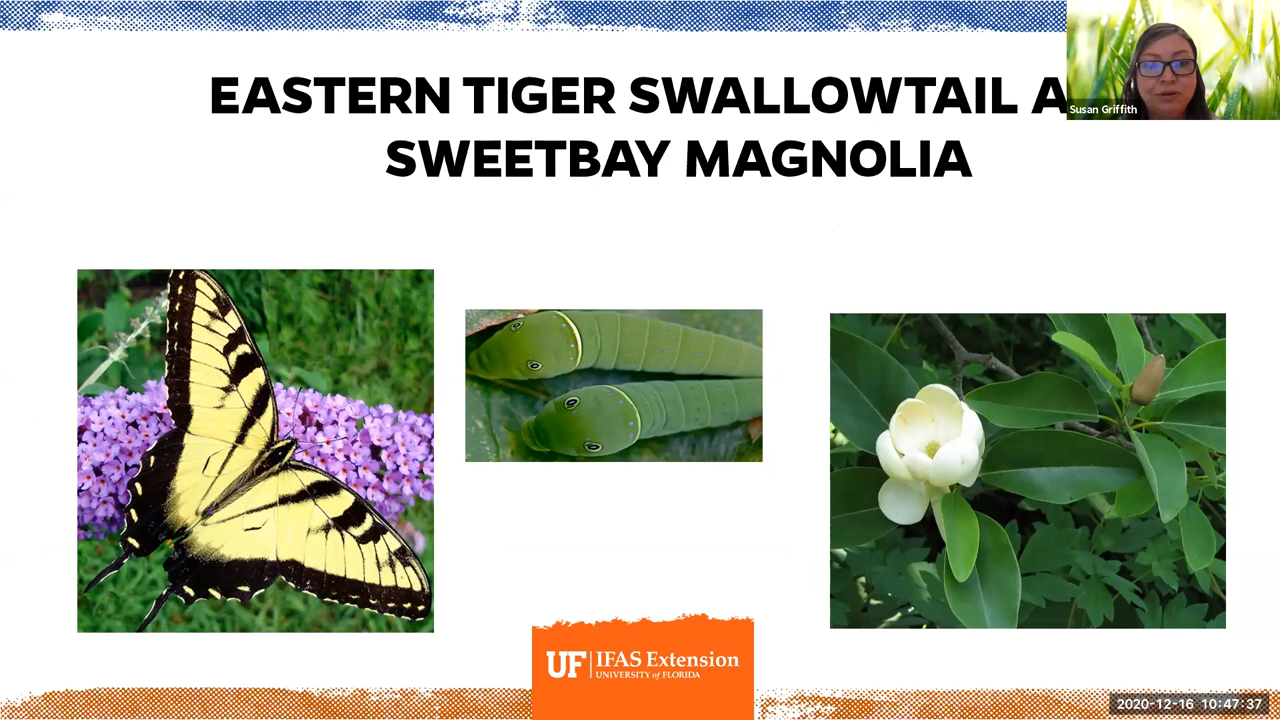 EASTERN TIGER SWALLOWTAIL A
SWEETBAY MAGNOLIA
Susan Griffith
UF IFAS Extension
UNIVERSITY of FLORIDA
2020-12-16 10:47:37